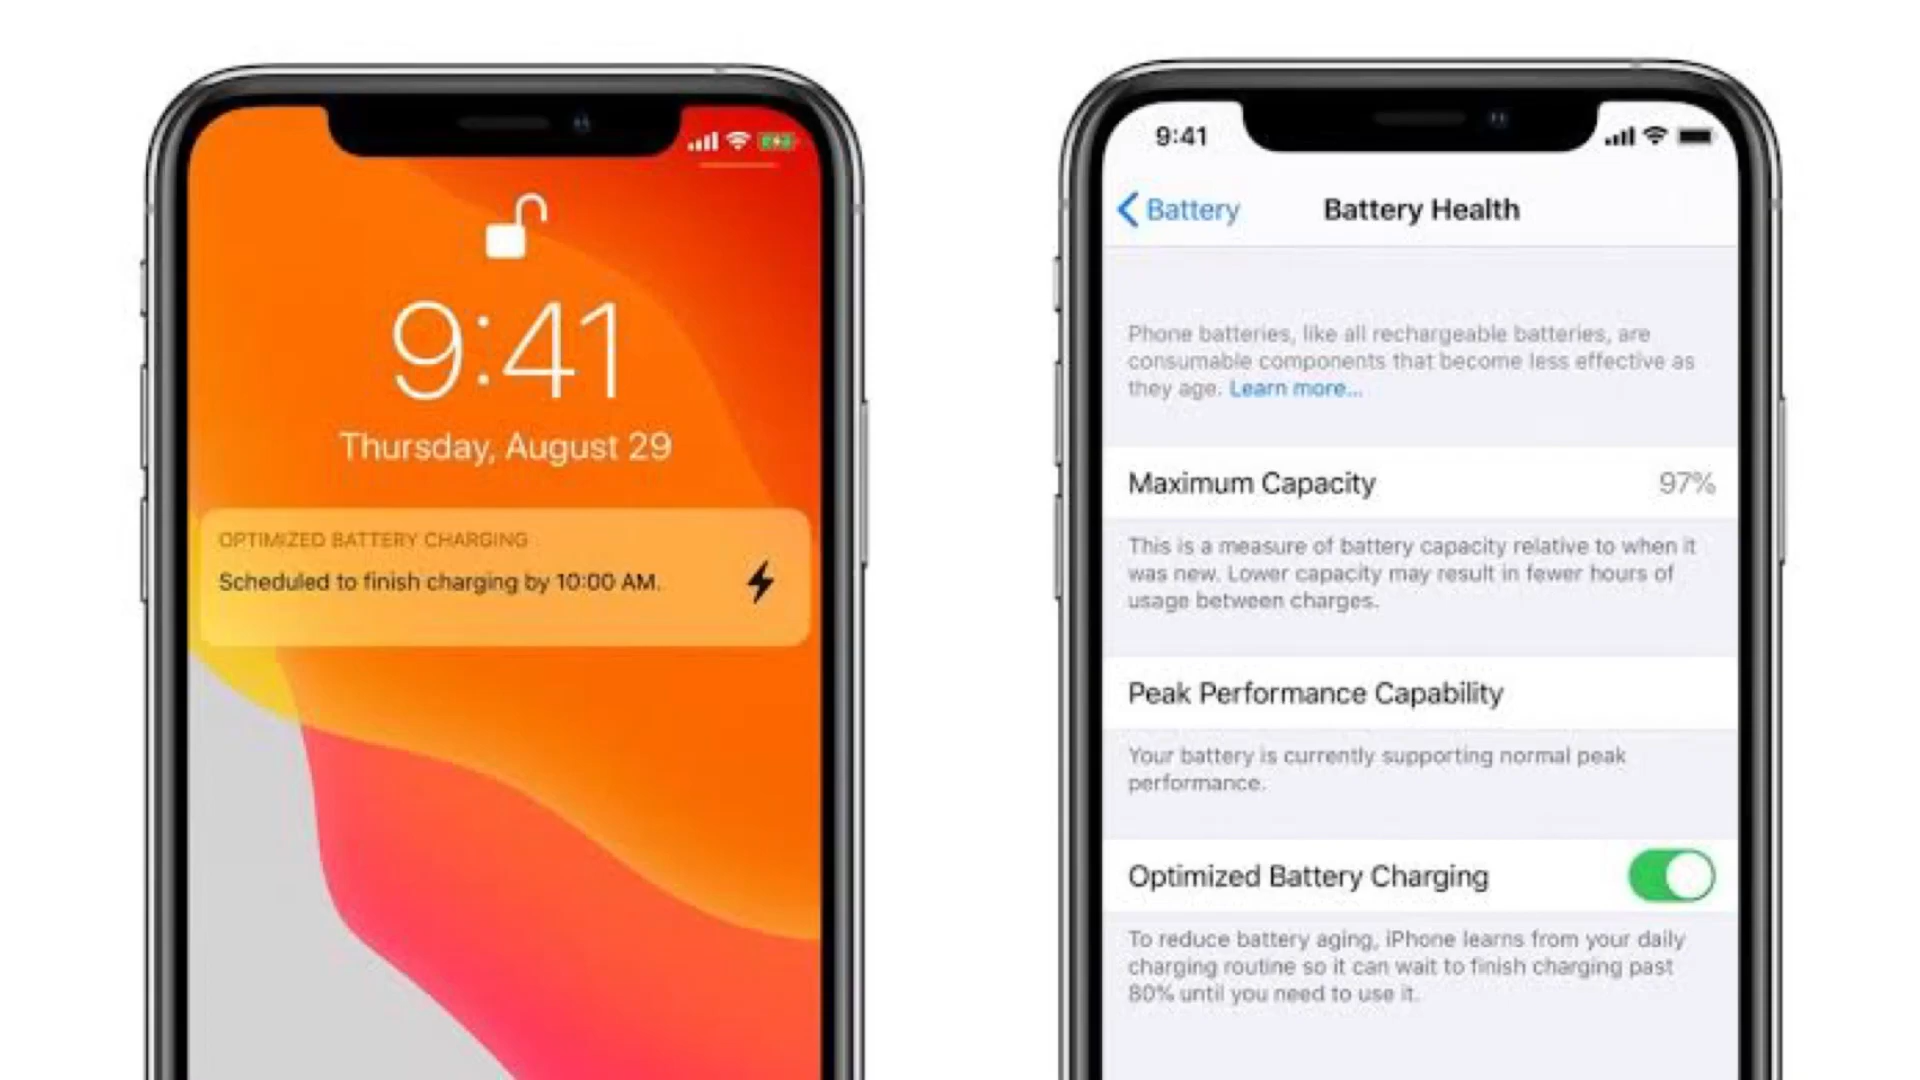 9:41
Thursday, August 29
OPTIMIZED BATTERY CHARGING
Scheduled to finish charging by 10:00 AM.
9:41
Battery
Battery Health
Phone batteries, like all rechargeable batteries, are
consumable components that become less effective as
they age. Learn more...
Maximum Capacity 97%
This is a measure of battery capacity relative to when it
was new. Lower capacity may result in fewer hours of
usage between charges.
Peak Performance Capability
Your battery is currently supporting normal peak
performance.
Optimized Battery Charging
To reduce battery aging, iPhone learns from your daily
charging routine so it can wait to finish charging past
80% until you need to use it.